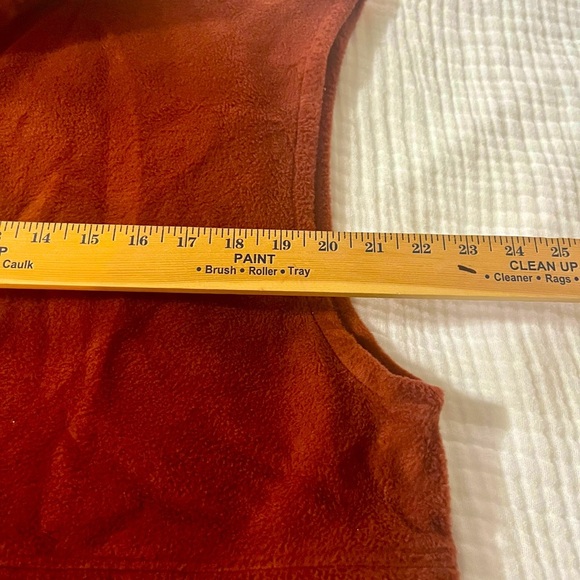 14 15 16 17 18 19 20 21 22 23 24 25
P PAINT CLEAN UP
Caulk • Brush • Roller • Tray • Cleaner • Rags •